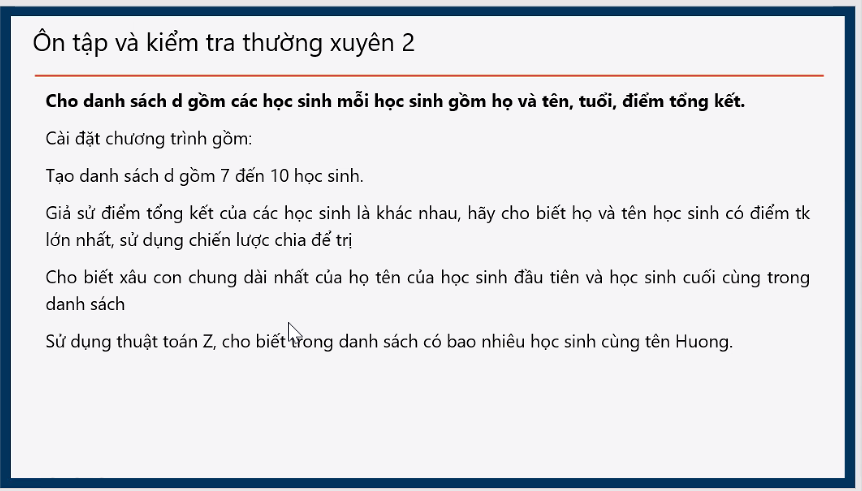 Ôn tập và kiểm tra thường xuyên 2
Cho danh sách d gồm các học sinh mỗi học sinh gồm họ và tên, tuổi, điểm tổng kết.
Cài đặt chương trình gồm:
Tạo danh sách d gồm 7 đến 10 học sinh.
Giả sử điểm tổng kết của các học sinh là khác nhau, hãy cho biết họ và tên học sinh có điểm tk
lớn nhất, sử dụng chiến lược chia để trị
Cho biết xâu con chung dài nhất của họ tên của học sinh đầu tiên và học sinh cuối cùng trong
danh sách
Sử dụng thuật toán Z, cho biết trong danh sách có bao nhiêu học sinh cùng tên Huong.